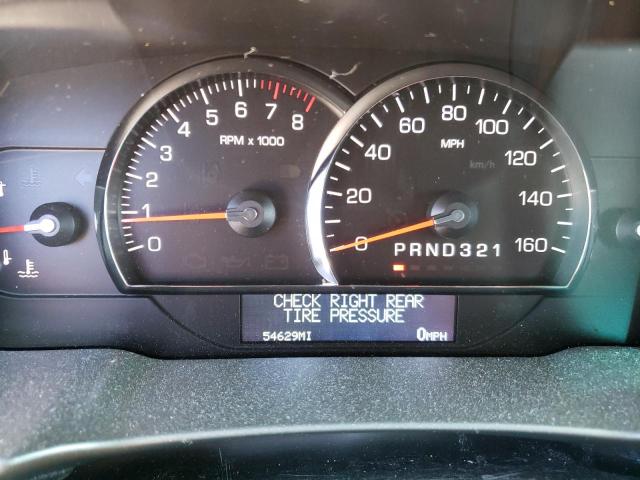 0 1 2 3 4 5 6 7 8
RPM x 1000
0 20 40 60 80 100 120 140 160
MPH
km/h
PRND321
CHECK RIGHT REAR
TIRE PRESSURE
54629MI 0MPH